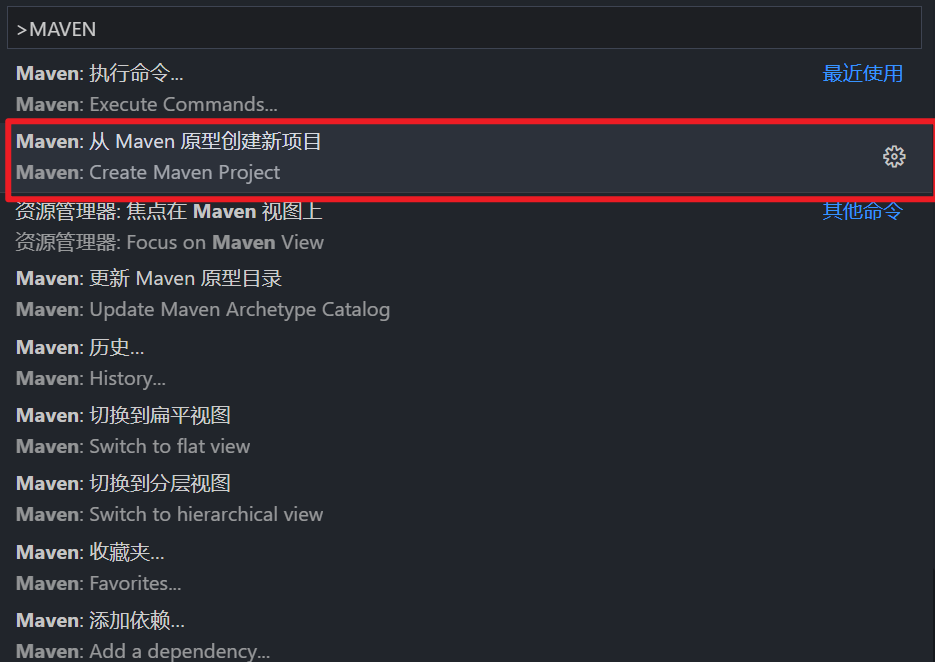 >MAVEN
Maven: 执行命令... 最近使用
Maven: Execute Commands...
Maven: 从 Maven 原型创建新项目
Maven: Create Maven Project
资源管理器: 焦点在 Maven 视图上 其他命令
资源管理器: Focus on Maven View
Maven: 更新 Maven 原型目录
Maven: Update Maven Archetype Catalog
Maven: 历史...
Maven: History...
Maven: 切换到扁平视图
Maven: Switch to flat view
Maven: 切换到分层视图
Maven: Switch to hierarchical view
Maven: 收藏夹...
Maven: Favorites...
Maven: 添加依赖...
Maven: Add a dependency...